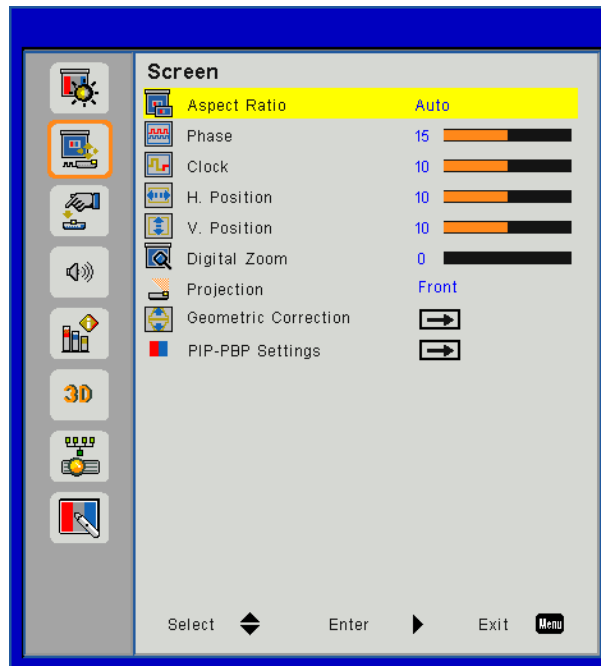 Screen
Aspect Ratio Auto
Phase 15
Clock 10
H. Position 10
V. Position 10
Digital Zoom 0
Projection Front
Geometric Correction
PIP-PBP Settings
3D
Select Enter Exit Menu